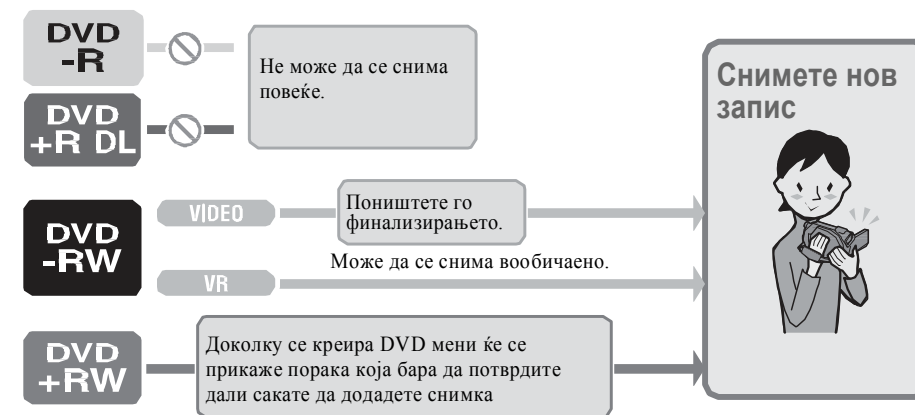 DVD
-R
Не може да се снима
повеќе.
DVD
+R DL
Снимете нов
запис
DVD
-RW
VIDEO
Поништете го
финализирањето.
VR
Може да се снима вообичаено.
DVD
+RW
Доколку се креира DVD мени ќе се
прикаже порака која бара да потврдите
дали сакате да додадете снимка